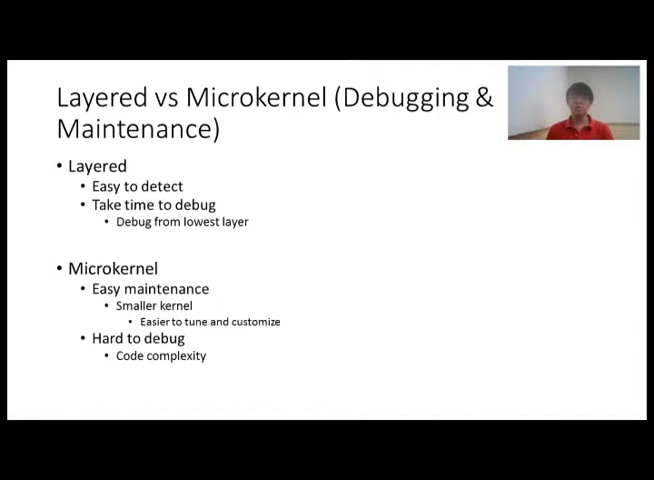 Layered vs Microkernel (Debugging &
Maintenance)
• Layered
• Easy to detect
• Take time to debug
• Debug from lowest layer
• Microkernel
• Easy maintenance
• Smaller kernel
• Easier to tune and customize
• Hard to debug
• Code complexity